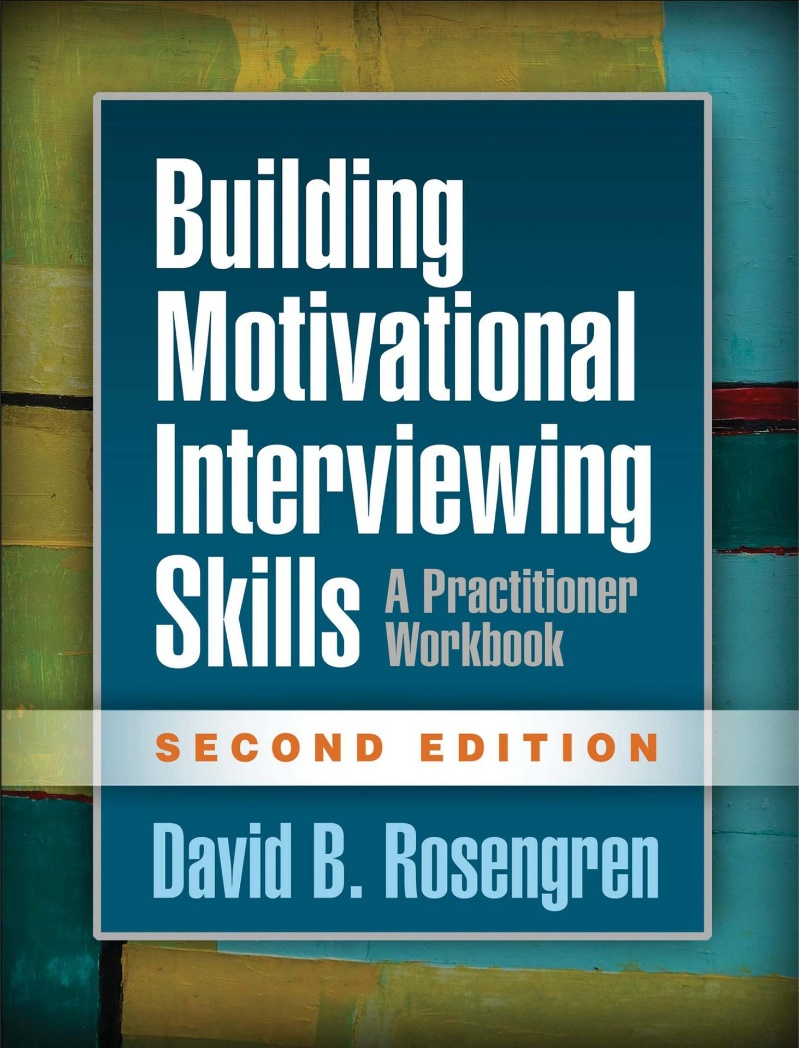 Building
Motivational
Interviewing
Skills
A Practitioner
Workbook
SECOND EDITION
David B. Rosengren